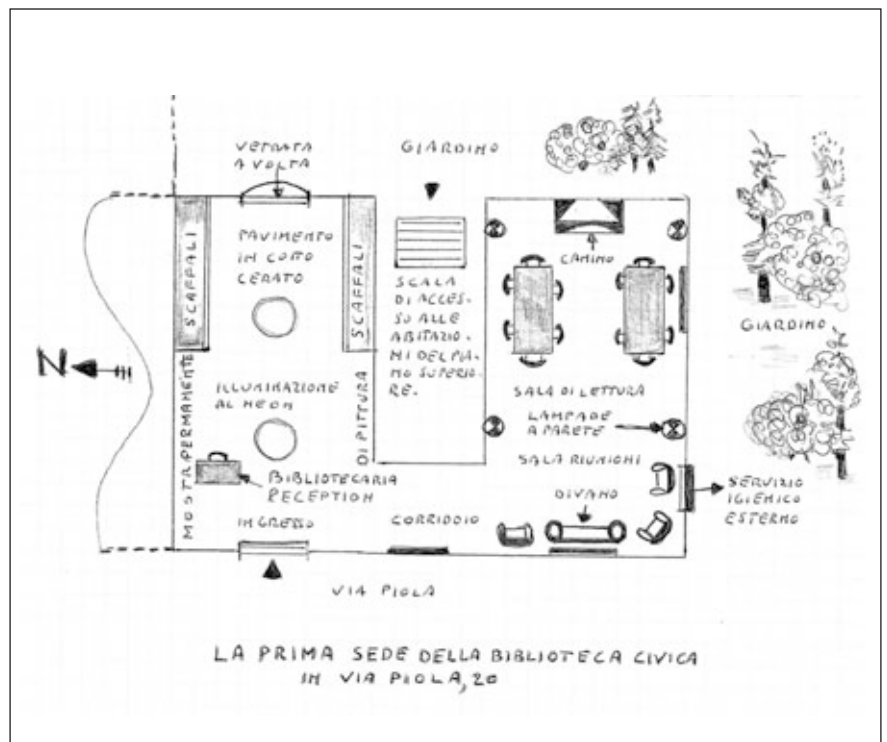 VETRATA
A VOLTA
GIARDINO
SCAFFALI
PAVIMENTO
IN COTTO
CERATO
SCAFFALI
SCALA
DI ACCES-
SO ALLE
ABITAZIO-
NI DEL PIA-
NO SUPERIO-
RE.
CAMINO
GIARDINO
N
MOSTRA PERMANENTE
DI PITTURA
ILLUMINAZIONE
AL NEON
SALA DI LETTURA
LAMPADE
A PARETE
SALA RIUNIONI
BIBLIOTECARIA
RECEPTION
DIVANO
SERVIZIO
IGIENICO
ESTERNO
INGRESSO
CORRIDOIO
VIA PIOLA
LA PRIMA SEDE DELLA BIBLIOTECA CIVICA
IN VIA PIOLA, 20